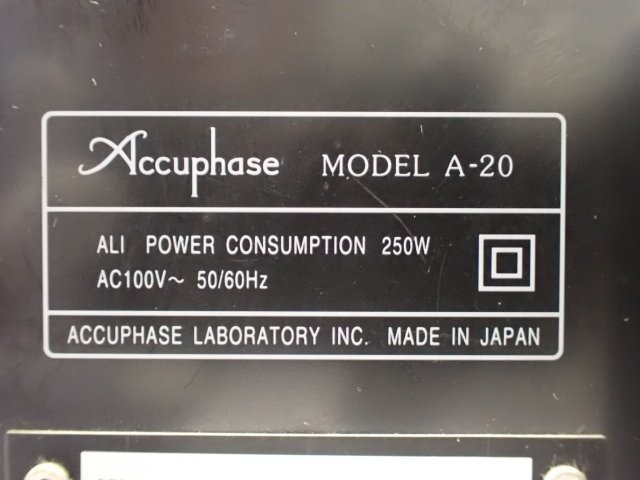 Accuphase MODEL A-20
ALI POWER CONSUMPTION 250W
AC100V~ 50/60Hz
ACCUPHASE LABORATORY INC. MADE IN JAPAN